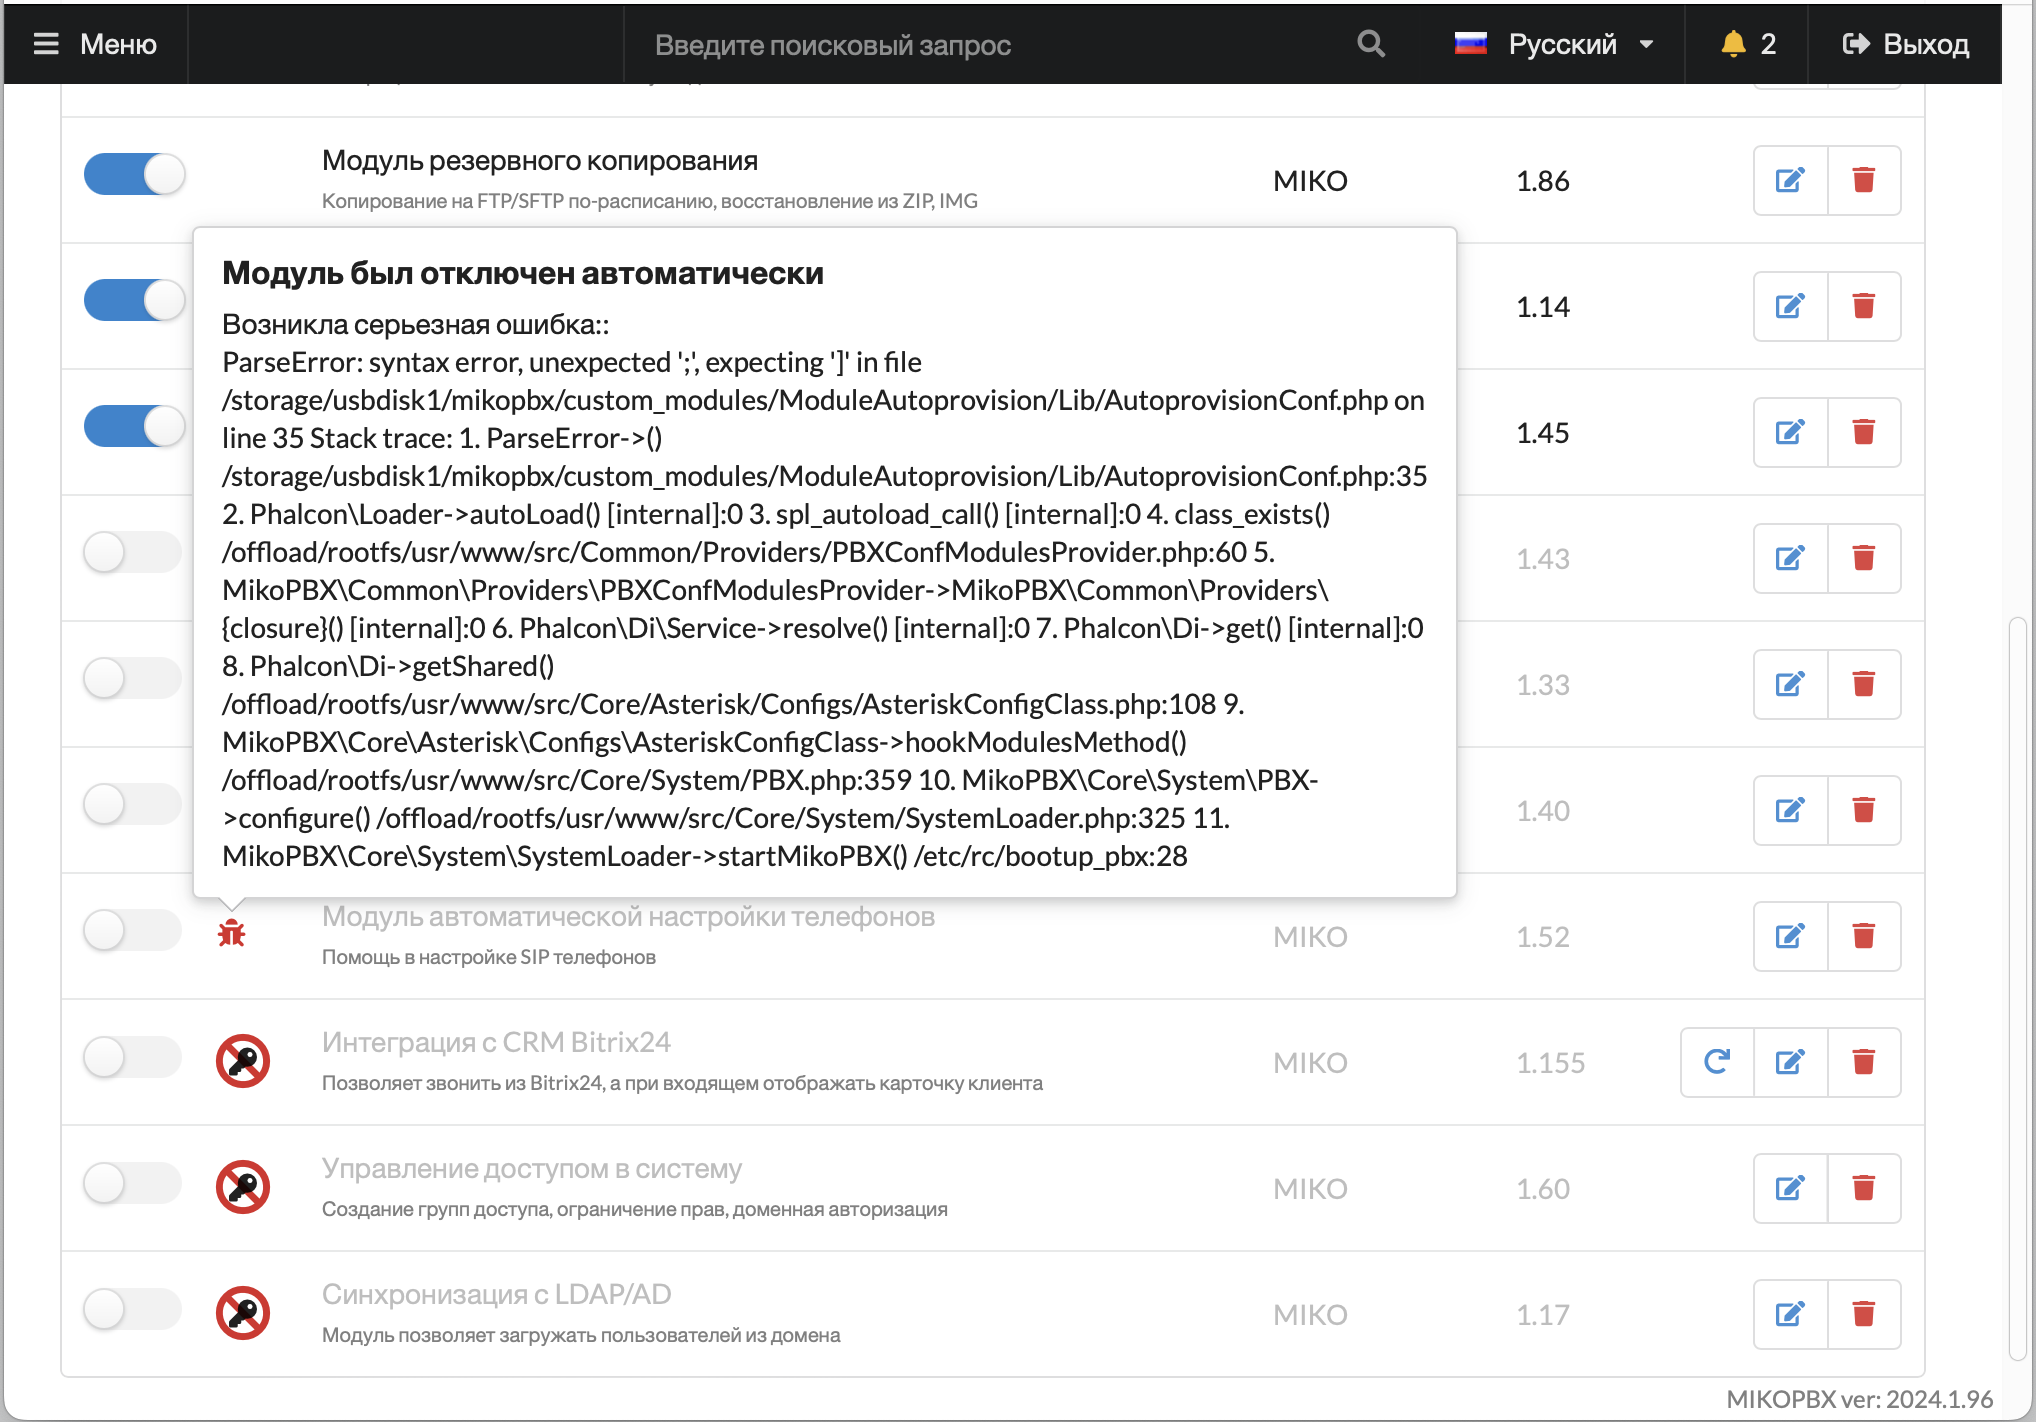 Меню
Введите поисковый запрос
Русский
2
Выход
Модуль резервного копирования
Копирование на FTP/SFTP по-расписанию, восстановление из ZIP, IMG
MIKO
1.86
Модуль был отключен автоматически
Возникла серьезная ошибка::
ParseError: syntax error, unexpected ';', expecting ']' in file
/storage/usbdisk1/mikopbx/custom_modules/ModuleAutoprovision/Lib/AutoprovisionConf.php on
line 35 Stack trace: 1. ParseError->()
/storage/usbdisk1/mikopbx/custom_modules/ModuleAutoprovision/Lib/AutoprovisionConf.php:35
2. Phalcon\Loader->autoLoad() [internal]:0 3. spl_autoload_call() [internal]:0 4. class_exists()
/offload/rootfs/usr/www/src/Common/Providers/PBXConfModulesProvider.php:60 5.
MikoPBX\Common\Providers\PBXConfModulesProvider->MikoPBX\Common\Providers\
{closure}() [internal]:0 6. Phalcon\Di\Service->resolve() [internal]:0 7. Phalcon\Di->get() [internal]:0
8. Phalcon\Di->getShared()
/offload/rootfs/usr/www/src/Core/Asterisk/Configs/AsteriskConfigClass.php:108 9.
MikoPBX\Core\Asterisk\Configs\AsteriskConfigClass->hookModulesMethod()
/offload/rootfs/usr/www/src/Core/System/PBX.php:359 10. MikoPBX\Core\System\PBX-
>configure() /offload/rootfs/usr/www/src/Core/System/SystemLoader.php:325 11.
MikoPBX\Core\System\SystemLoader->startMikoPBX() /etc/rc/bootup_pbx:28
1.14
1.45
1.43
1.33
1.40
Модуль автоматической настройки телефонов
Помощь в настройке SIP телефонов
MIKO
1.52
Интеграция с CRM Bitrix24
Позволяет звонить из Bitrix24, а при входящем отображать карточку клиента
MIKO
1.155
Управление доступом в систему
Создание групп доступа, ограничение прав, доменная авторизация
MIKO
1.60
Синхронизация с LDAP/AD
Модуль позволяет загружать пользователей из домена
MIKO
1.17
MIKOPBX ver: 2024.1.96